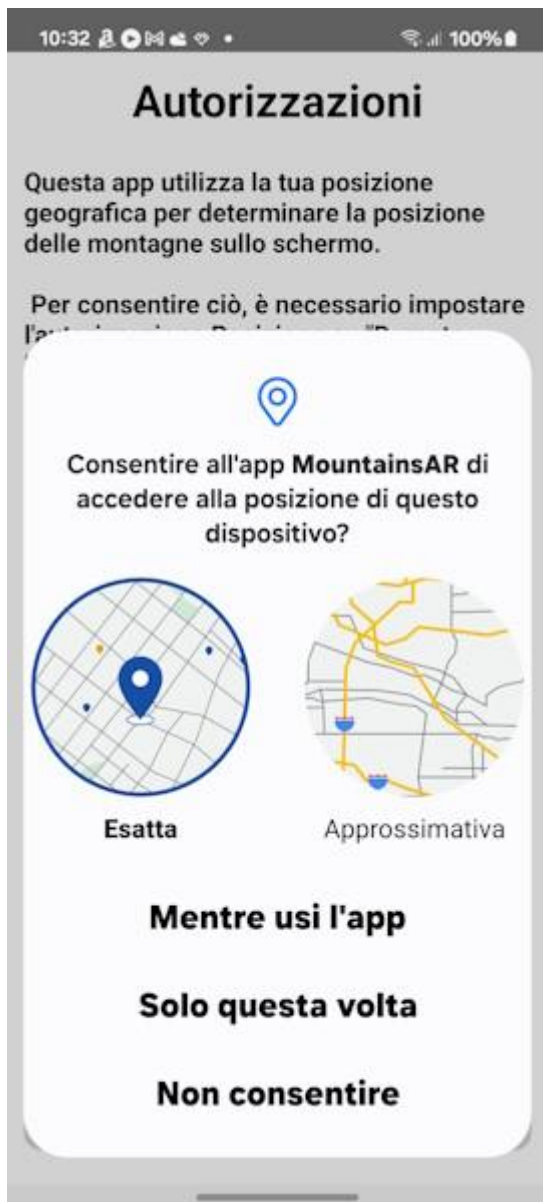 10:32
100%
Autorizzazioni
Questa app utilizza la tua posizione
geografica per determinare la posizione
delle montagne sullo schermo.
Per consentire ciò, è necessario impostare
Consentire all'app MountainsAR di
accedere alla posizione di questo
dispositivo?
Esatta
Approssimativa
Mentre usi l'app
Solo questa volta
Non consentire